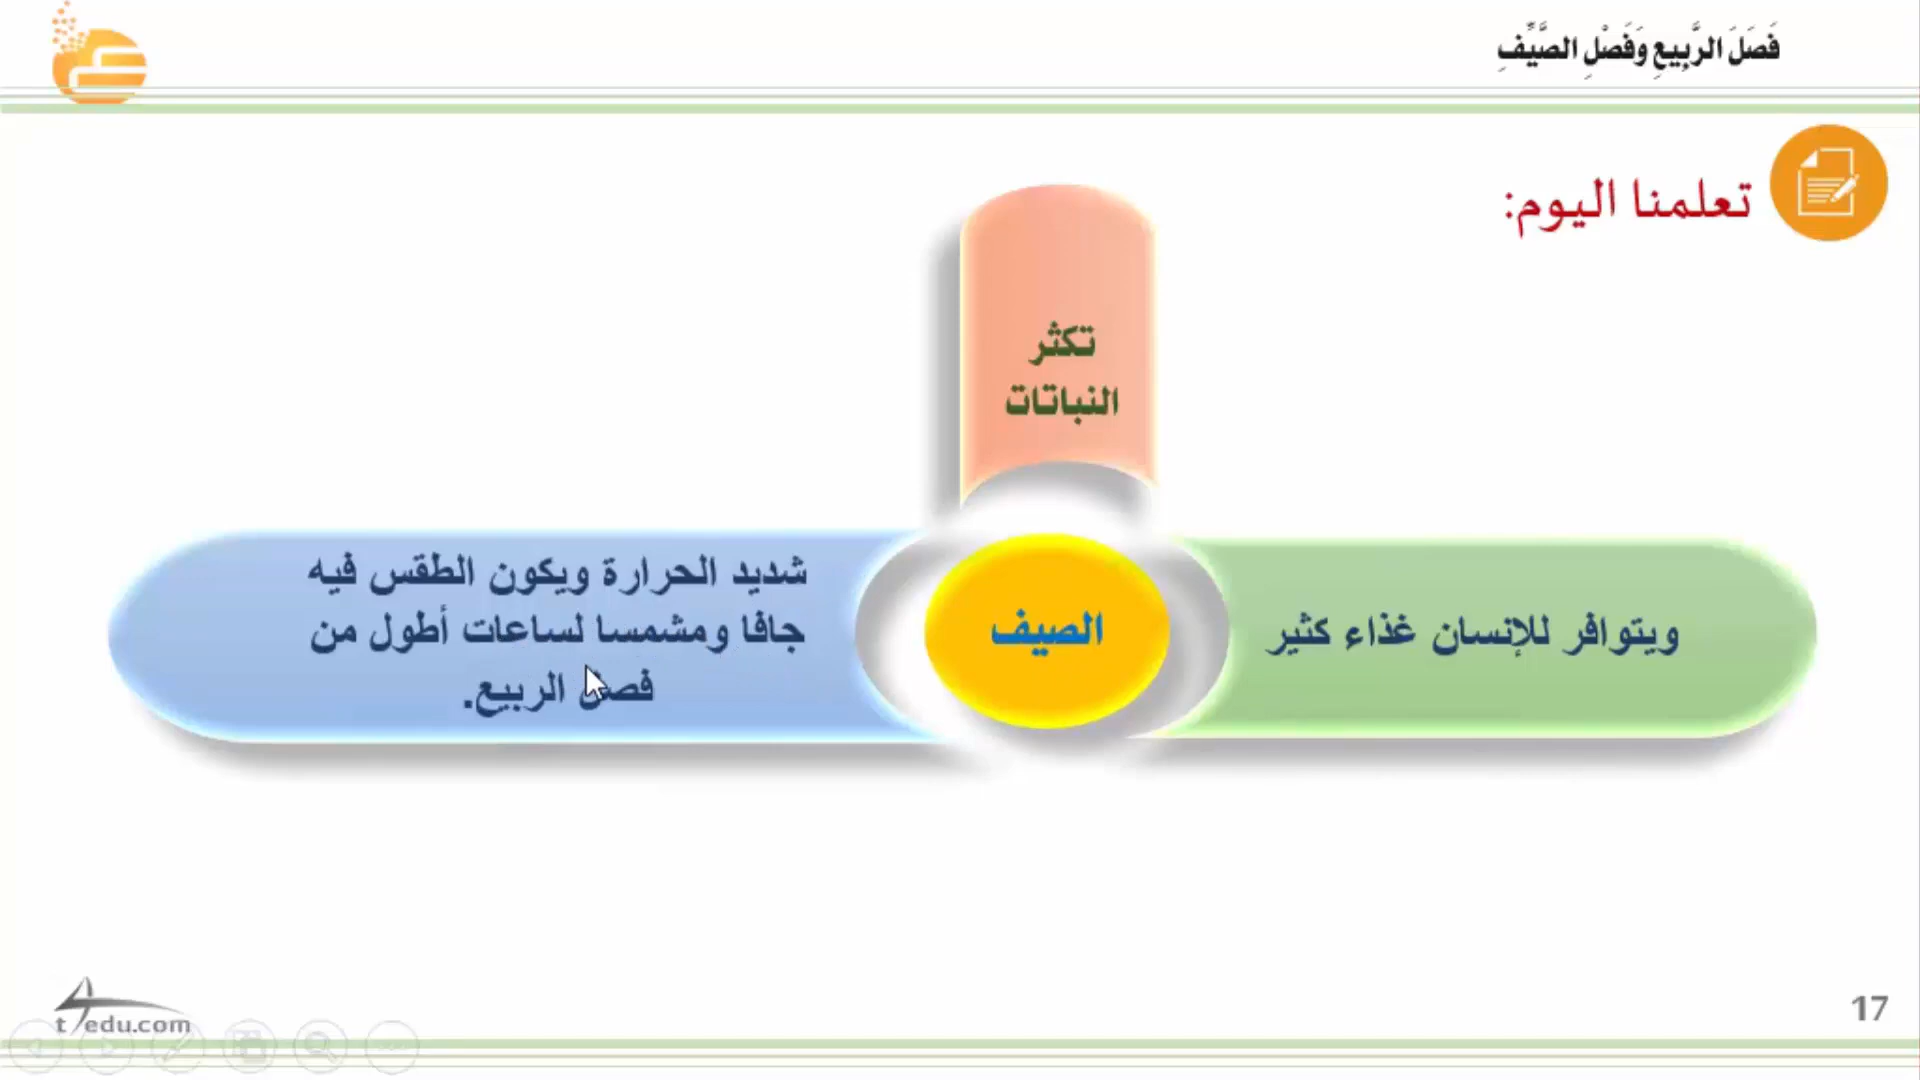 فَصَلَ الرَّبِيعِ وَفَصْلِ الصَّيِّفِ
تعلمنا اليوم:
تكثر
النباتات
ويتوافر للإنسان غذاء كثير
الصيف
شديد الحرارة ويكون الطقس فيه
جافا ومشمسا لساعات أطول من
فصل الربيع.
t4edu.com
17